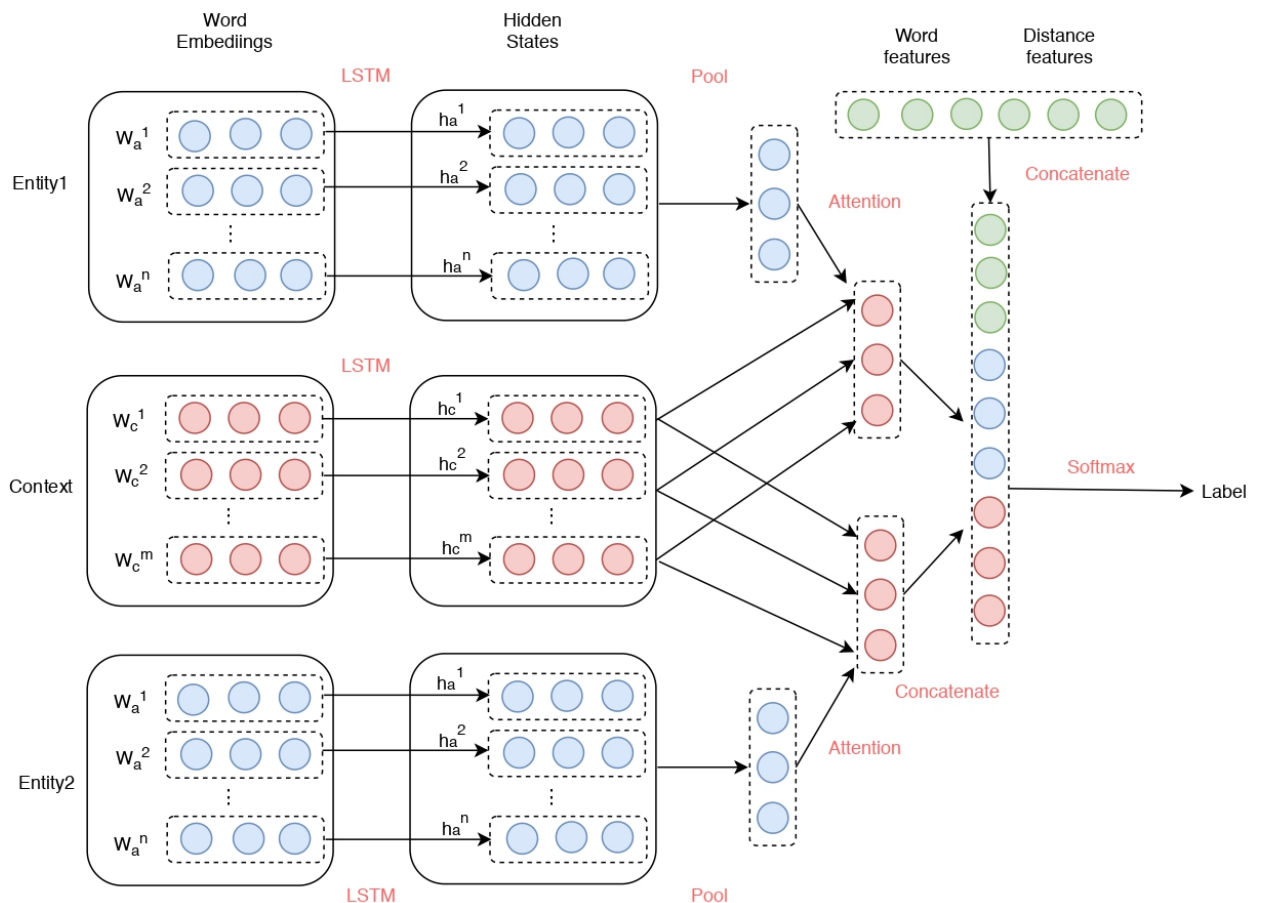 Word
Embediings
Hidden
States
Word
features
Distance
features
LSTM
Pool
Entity1
Wa1
Wa2
⋮
Wan
ha1
ha2
⋮
han
Attention
Concatenate
LSTM
Context
Wc1
Wc2
⋮
Wcm
hc1
hc2
⋮
hcm
Softmax
Label
Entity2
Wa1
Wa2
⋮
Wan
ha1
ha2
⋮
han
Concatenate
Attention
LSTM
Pool